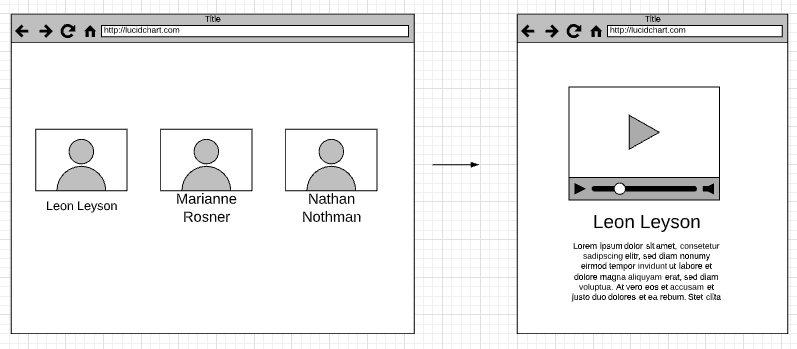 Title
http://lucidchart.com
Leon Leyson
Marianne
Rosner
Nathan
Nothman
Title
http://lucidchart.com
Leon Leyson
Lorem ipsum dolor sit amet, consetetur
sadipscing elitr, sed diam nonumy
eirmod tempor invidunt ut labore et
dolore magna aliquyam erat, sed diam
voluptua. At vero eos et accusam et
justo duo dolores et ea rebum. Stet clita